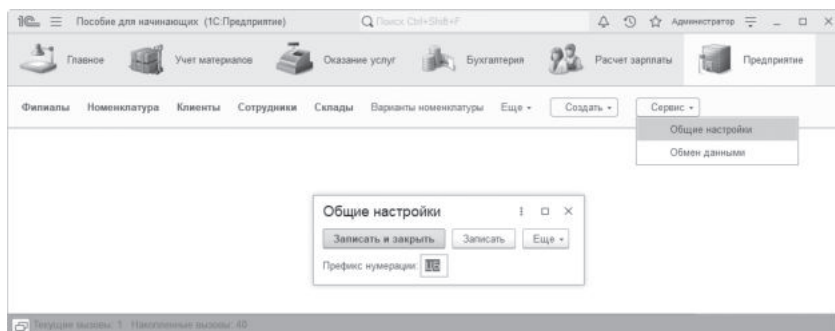 1С Пособие для начинающих (1С:Предприятие) Поиск Ctrl+Shift+F Администратор
Главное Учет материалов Оказание услуг Бухгалтерия Расчет зарплаты Предприятие
Филиалы Номенклатура Клиенты Сотрудники Склады Варианты номенклатуры Еще Создать Сервис
Общие настройки
Обмен данными
Общие настройки
Записать и закрыть Записать Еще
Префикс нумерации:
Текущие вызовы: 1 Накопленные вызовы: 40